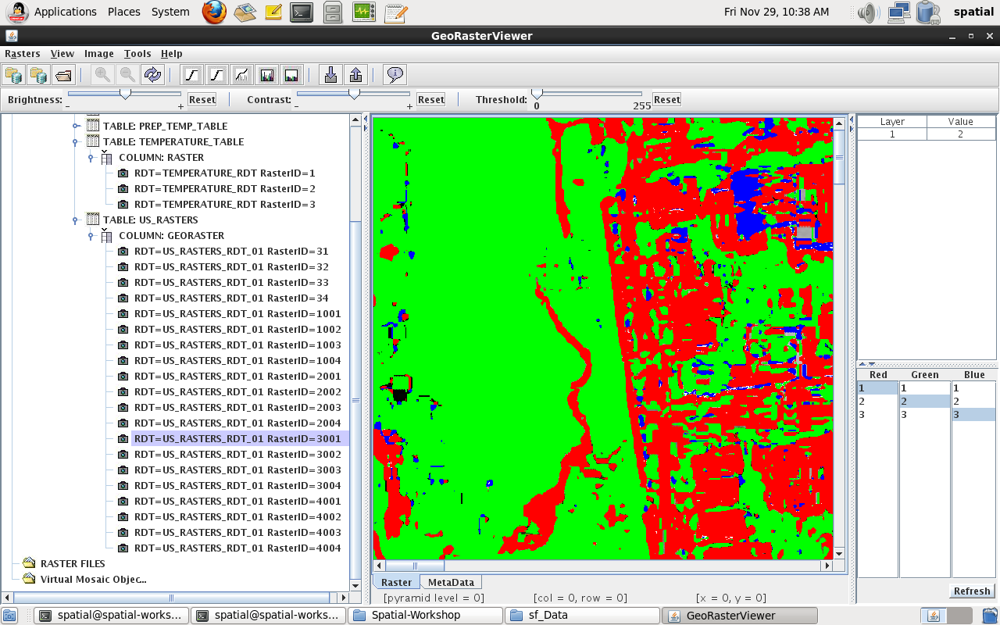 Applications Places System
Fri Nov 29, 10:38 AM
spatial
GeoRasterViewer
Rasters View Image Tools Help
Brightness: - + Reset Contrast: - + Reset Threshold: 0 255 Reset
TABLE: PREP_TEMP_TABLE
TABLE: TEMPERATURE_TABLE
COLUMN: RASTER
RDT=TEMPERATURE_RDT RasterID=1
RDT=TEMPERATURE_RDT RasterID=2
RDT=TEMPERATURE_RDT RasterID=3
TABLE: US_RASTERS
COLUMN: GEORASTER
RDT=US_RASTERS_RDT_01 RasterID=31
RDT=US_RASTERS_RDT_01 RasterID=32
RDT=US_RASTERS_RDT_01 RasterID=33
RDT=US_RASTERS_RDT_01 RasterID=34
RDT=US_RASTERS_RDT_01 RasterID=1001
RDT=US_RASTERS_RDT_01 RasterID=1002
RDT=US_RASTERS_RDT_01 RasterID=1003
RDT=US_RASTERS_RDT_01 RasterID=1004
RDT=US_RASTERS_RDT_01 RasterID=2001
RDT=US_RASTERS_RDT_01 RasterID=2002
RDT=US_RASTERS_RDT_01 RasterID=2003
RDT=US_RASTERS_RDT_01 RasterID=2004
RDT=US_RASTERS_RDT_01 RasterID=3001
RDT=US_RASTERS_RDT_01 RasterID=3002
RDT=US_RASTERS_RDT_01 RasterID=3003
RDT=US_RASTERS_RDT_01 RasterID=3004
RDT=US_RASTERS_RDT_01 RasterID=4001
RDT=US_RASTERS_RDT_01 RasterID=4002
RDT=US_RASTERS_RDT_01 RasterID=4003
RDT=US_RASTERS_RDT_01 RasterID=4004
RASTER FILES
Virtual Mosaic Objec...
Raster MetaData
[pyramid level = 0] [col = 0, row = 0] [x = 0, y = 0]
Layer Value
1 2
Red Green Blue
1 1 1
2 2 2
3 3 3
Refresh
spatial@spatial-works... spatial@spatial-works... Spatial-Workshop sf_Data GeoRasterViewer